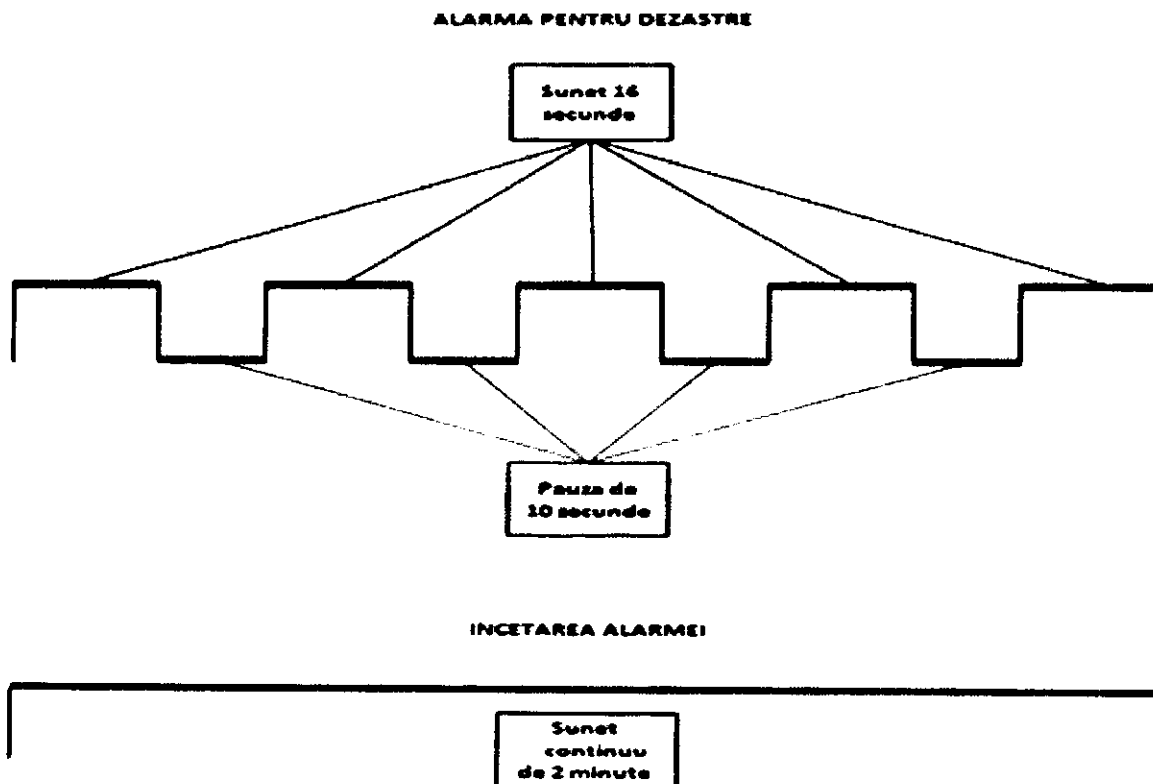 ALARMA PENTRU DEZASTRE
Sunet 16
secunde
Pauza de
10 secunde
INCETAREA ALARMEI
Sunet
continuu
de 2 minute